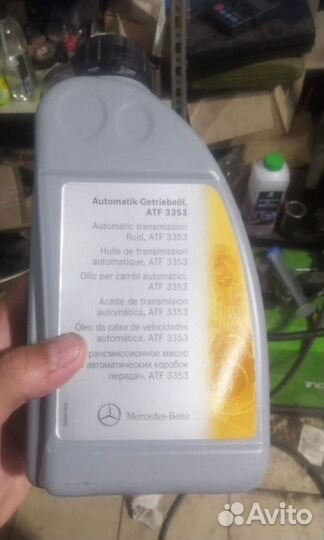 Automatik-Getriebeöl,
ATF 3353
Automatic transmission
fluid, ATF 3353
Huile de transmission
automatique, ATF 3353
Olio per cambi automatici,
ATF 3353
Aceite de transmisión
automática, ATF 3353
Óleo da caixa de velocidades
automática, ATF 3353
трансмиссионное масло
автоматических коробок
передач, ATF 3353
Mercedes-Benz
Avito